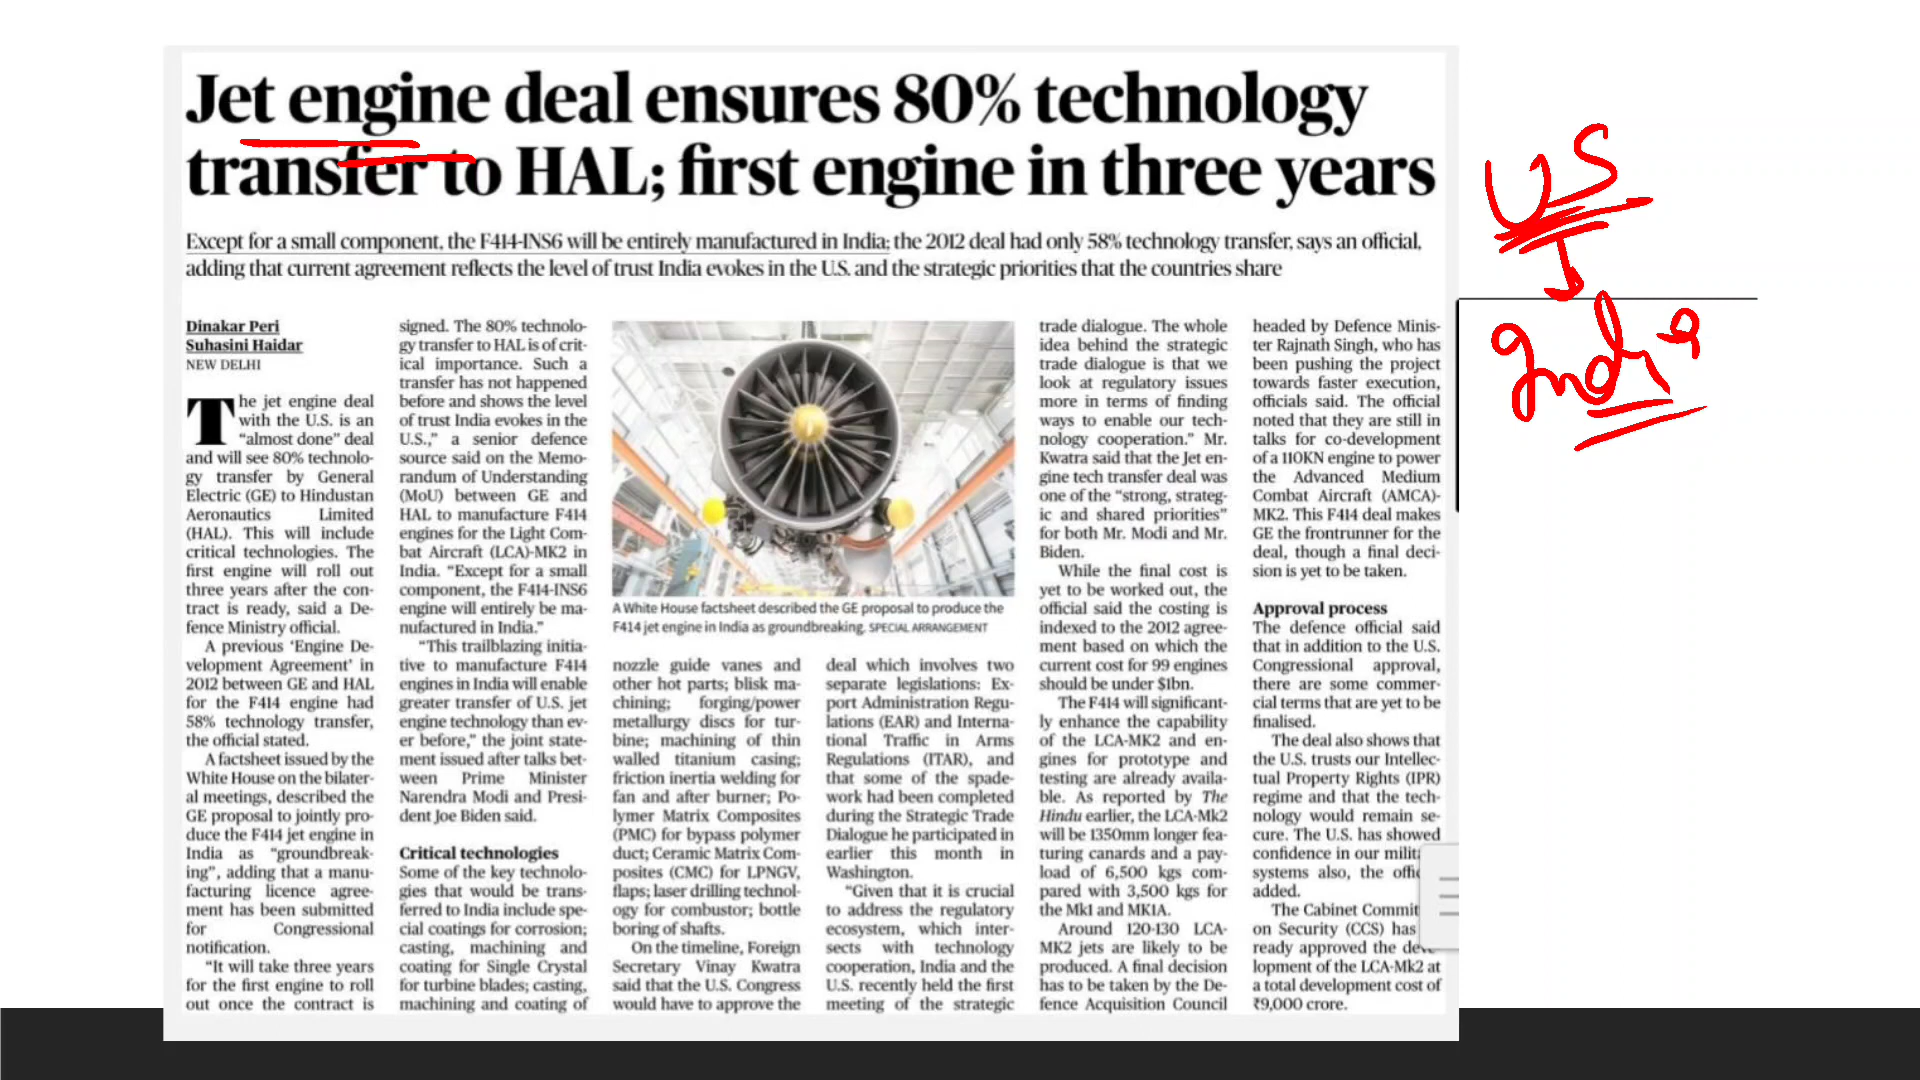 Jet engine deal ensures 80% technology
transfer to HAL; first engine in three years
Except for a small component, the F414-INS6 will be entirely manufactured in India; the 2012 deal had only 58% technology transfer, says an official,
adding that current agreement reflects the level of trust India evokes in the U.S. and the strategic priorities that the countries share
Dinakar Peri
Suhasini Haidar
NEW DELHI
The jet engine deal
with the U.S. is an
“almost done” deal
and will see 80% technolo-
gy transfer by General
Electric (GE) to Hindustan
Aeronautics Limited
(HAL). This will include
critical technologies. The
first engine will roll out
three years after the con-
tract is ready, said a De-
fence Ministry official.
A previous ‘Engine De-
velopment Agreement’ in
2012 between GE and HAL
for the F414 engine had
58% technology transfer,
the official stated.
A factsheet issued by the
White House on the bilater-
al meetings, described the
GE proposal to jointly pro-
duce the F414 jet engine in
India as “groundbreak-
ing”, adding that a manu-
facturing licence agree-
ment has been submitted
for Congressional
notification.
“It will take three years
for the first engine to roll
out once the contract is
signed. The 80% technolo-
gy transfer to HAL is of crit-
ical importance. Such a
transfer has not happened
before and shows the level
of trust India evokes in the
U.S.,” a senior defence
source said on the Memo-
randum of Understanding
(MoU) between GE and
HAL to manufacture F414
engines for the Light Com-
bat Aircraft (LCA)-MK2 in
India. “Except for a small
component, the F414-INS6
engine will entirely be ma-
nufactured in India.”
“This trailblazing initia-
tive to manufacture F414
engines in India will enable
greater transfer of U.S. jet
engine technology than ev-
er before,” the joint state-
ment issued after talks bet-
ween Prime Minister
Narendra Modi and Presi-
dent Joe Biden said.
Critical technologies
Some of the key technolo-
gies that would be trans-
ferred to India include spe-
cial coatings for corrosion;
casting, machining and
coating for Single Crystal
for turbine blades; casting,
machining and coating of
A White House factsheet described the GE proposal to produce the
F414 jet engine in India as groundbreaking. SPECIAL ARRANGEMENT
nozzle guide vanes and
other hot parts; blisk ma-
chining; forging/power
metallurgy discs for tur-
bine; machining of thin
walled titanium casing;
friction inertia welding for
fan and after burner; Po-
lymer Matrix Composites
(PMC) for bypass polymer
duct; Ceramic Matrix Com-
posites (CMC) for LPNGV,
flaps; laser drilling technol-
ogy for combustor; bottle
boring of shafts.
On the timeline, Foreign
Secretary Vinay Kwatra
said that the U.S. Congress
would have to approve the
deal which involves two
separate legislations: Ex-
port Administration Regu-
lations (EAR) and Interna-
tional Traffic in Arms
Regulations (ITAR), and
that some of the spade-
work had been completed
during the Strategic Trade
Dialogue he participated in
earlier this month in
Washington.
“Given that it is crucial
to address the regulatory
ecosystem, which inter-
sects with technology
cooperation, India and the
U.S. recently held the first
meeting of the strategic
trade dialogue. The whole
idea behind the strategic
trade dialogue is that we
look at regulatory issues
more in terms of finding
ways to enable our tech-
nology cooperation.” Mr.
Kwatra said that the Jet en-
gine tech transfer deal was
one of the “strong, strateg-
ic and shared priorities”
for both Mr. Modi and Mr.
Biden.
While the final cost is
yet to be worked out, the
official said the costing is
indexed to the 2012 agree-
ment based on which the
current cost for 99 engines
should be under $1bn.
The F414 will significant-
ly enhance the capability
of the LCA-MK2 and en-
gines for prototype and
testing are already availa-
ble. As reported by The
Hindu earlier, the LCA-Mk2
will be 1350mm longer fea-
turing canards and a pay-
load of 6,500 kgs com-
pared with 3,500 kgs for
the Mk1 and MK1A.
Around 120-130 LCA-
MK2 jets are likely to be
produced. A final decision
has to be taken by the De-
fence Acquisition Council
headed by Defence Minis-
ter Rajnath Singh, who has
been pushing the project
towards faster execution,
officials said. The official
noted that they are still in
talks for co-development
of a 110KN engine to power
the Advanced Medium
Combat Aircraft (AMCA)-
MK2. This F414 deal makes
GE the frontrunner for the
deal, though a final deci-
sion is yet to be taken.
Approval process
The defence official said
that in addition to the U.S.
Congressional approval,
there are some commer-
cial terms that are yet to be
finalised.
The deal also shows that
the U.S. trusts our Intellec-
tual Property Rights (IPR)
regime and that the tech-
nology would remain se-
cure. The U.S. has showed
confidence in our
systems also, the
added.
The Cabinet
on Security (CCS) has
ready approved the
lopment of the LCA-Mk2 at
a total development cost of
₹9,000 crore.
US
India